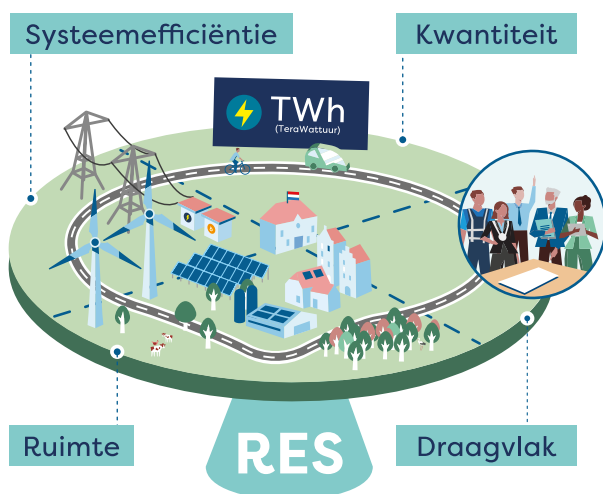 Systeemefficiëntie
Kwantiteit
TWh
(TeraWattuur)
Ruimte
Draagvlak
RES